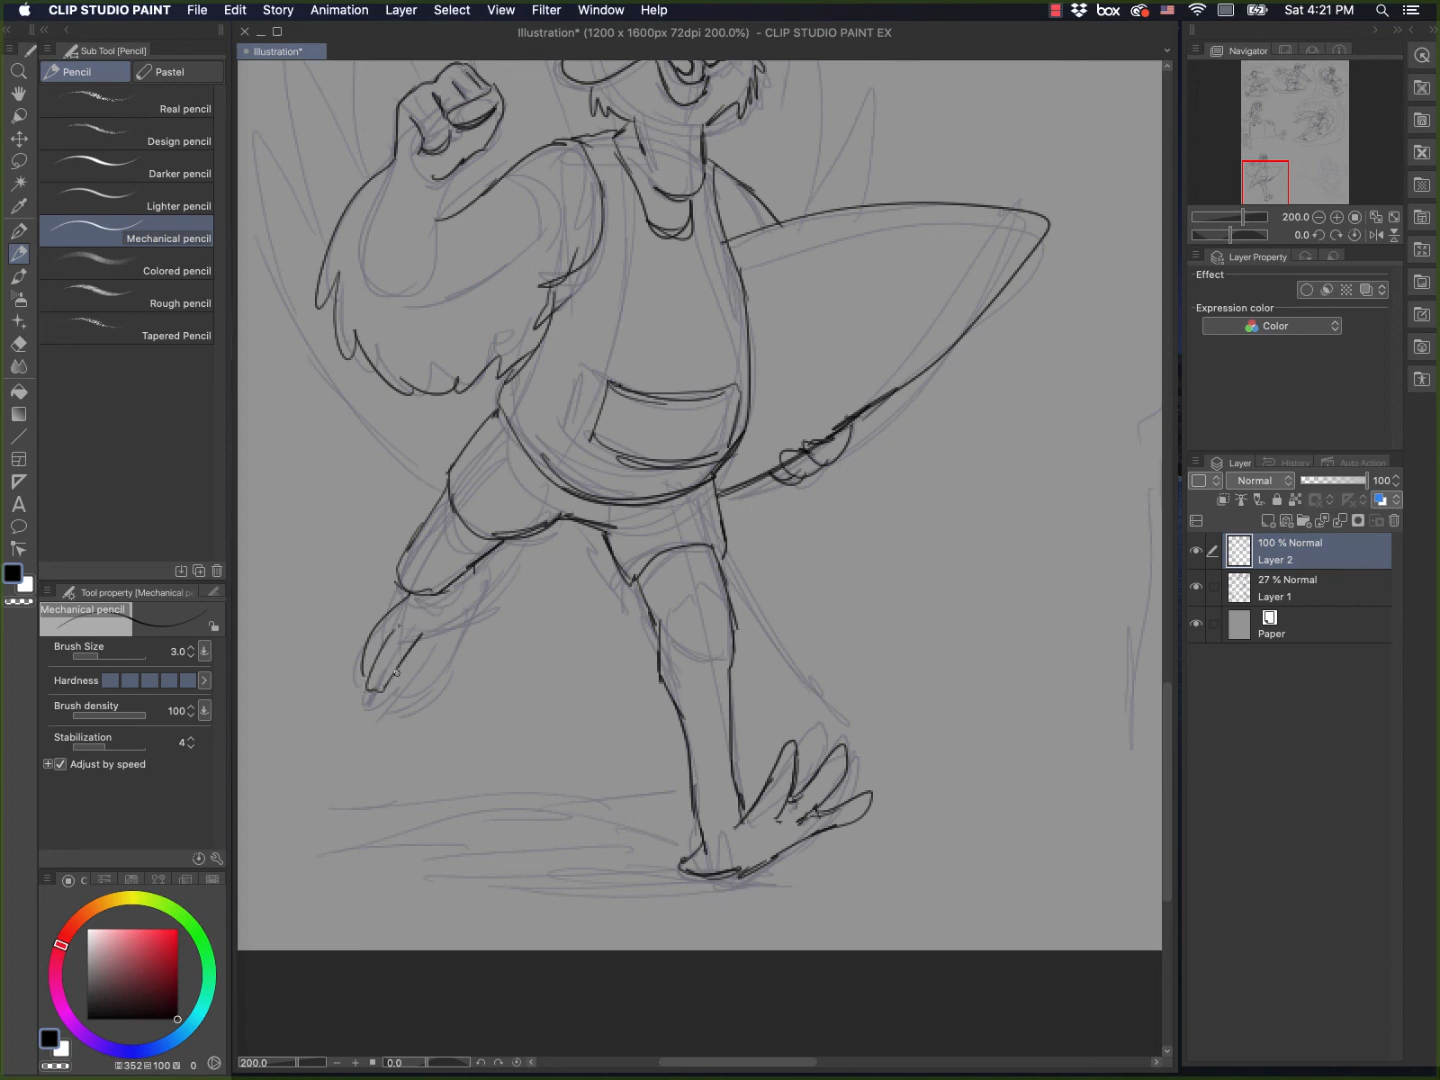 CLIP STUDIO PAINT File Edit Story Animation Layer Select View Filter Window Help box Sat 4:21 PM
Illustration* (1200 x 1600px 72dpi 200.0%) - CLIP STUDIO PAINT EX
Sub Tool [Pencil]
Illustration*
Navigator
Pencil Pastel
Real pencil
Design pencil
Darker pencil
Lighter pencil
Mechanical pencil
Colored pencil
Rough pencil
Tapered Pencil
200.0
0.0
Layer Property
Effect
Expression color
Color
Layer History Auto Action
Normal 100
100 % Normal
Layer 2
27 % Normal
Layer 1
Paper
Tool property [Mechanical pe
Mechanical pencil
Brush Size 3.0
Hardness
Brush density 100
Stabilization 4
Adjust by speed
352 100 0
200.0 0.0